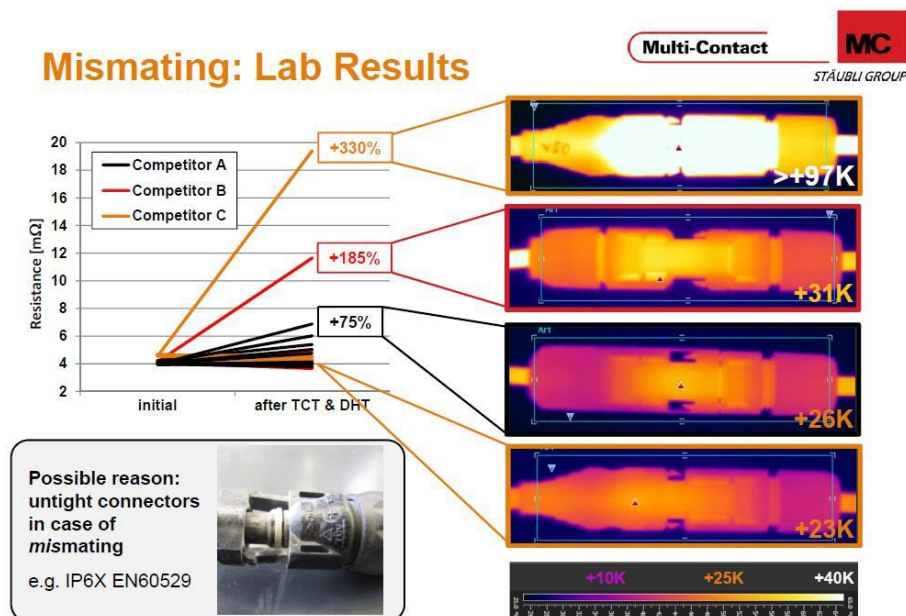 Mismating: Lab Results
Multi-Contact
MC
STÄUBLI GROUP
20
18
16
14
12
10
8
6
4
2
Resistance [mΩ]
Competitor A
Competitor B
Competitor C
+330%
+185%
+75%
initial
after TCT & DHT
>+97K
+31K
+26K
+23K
Possible reason:
untight connectors
in case of
mismating
e.g. IP6X EN60529
+10K
+25K
+40K